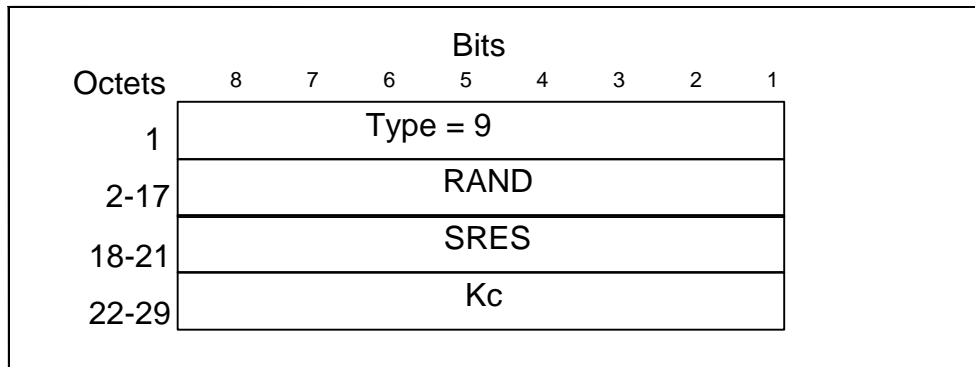 Bits
Octets 8 7 6 5 4 3 2 1
1 Type = 9
2-17 RAND
18-21 SRES
22-29 Kc